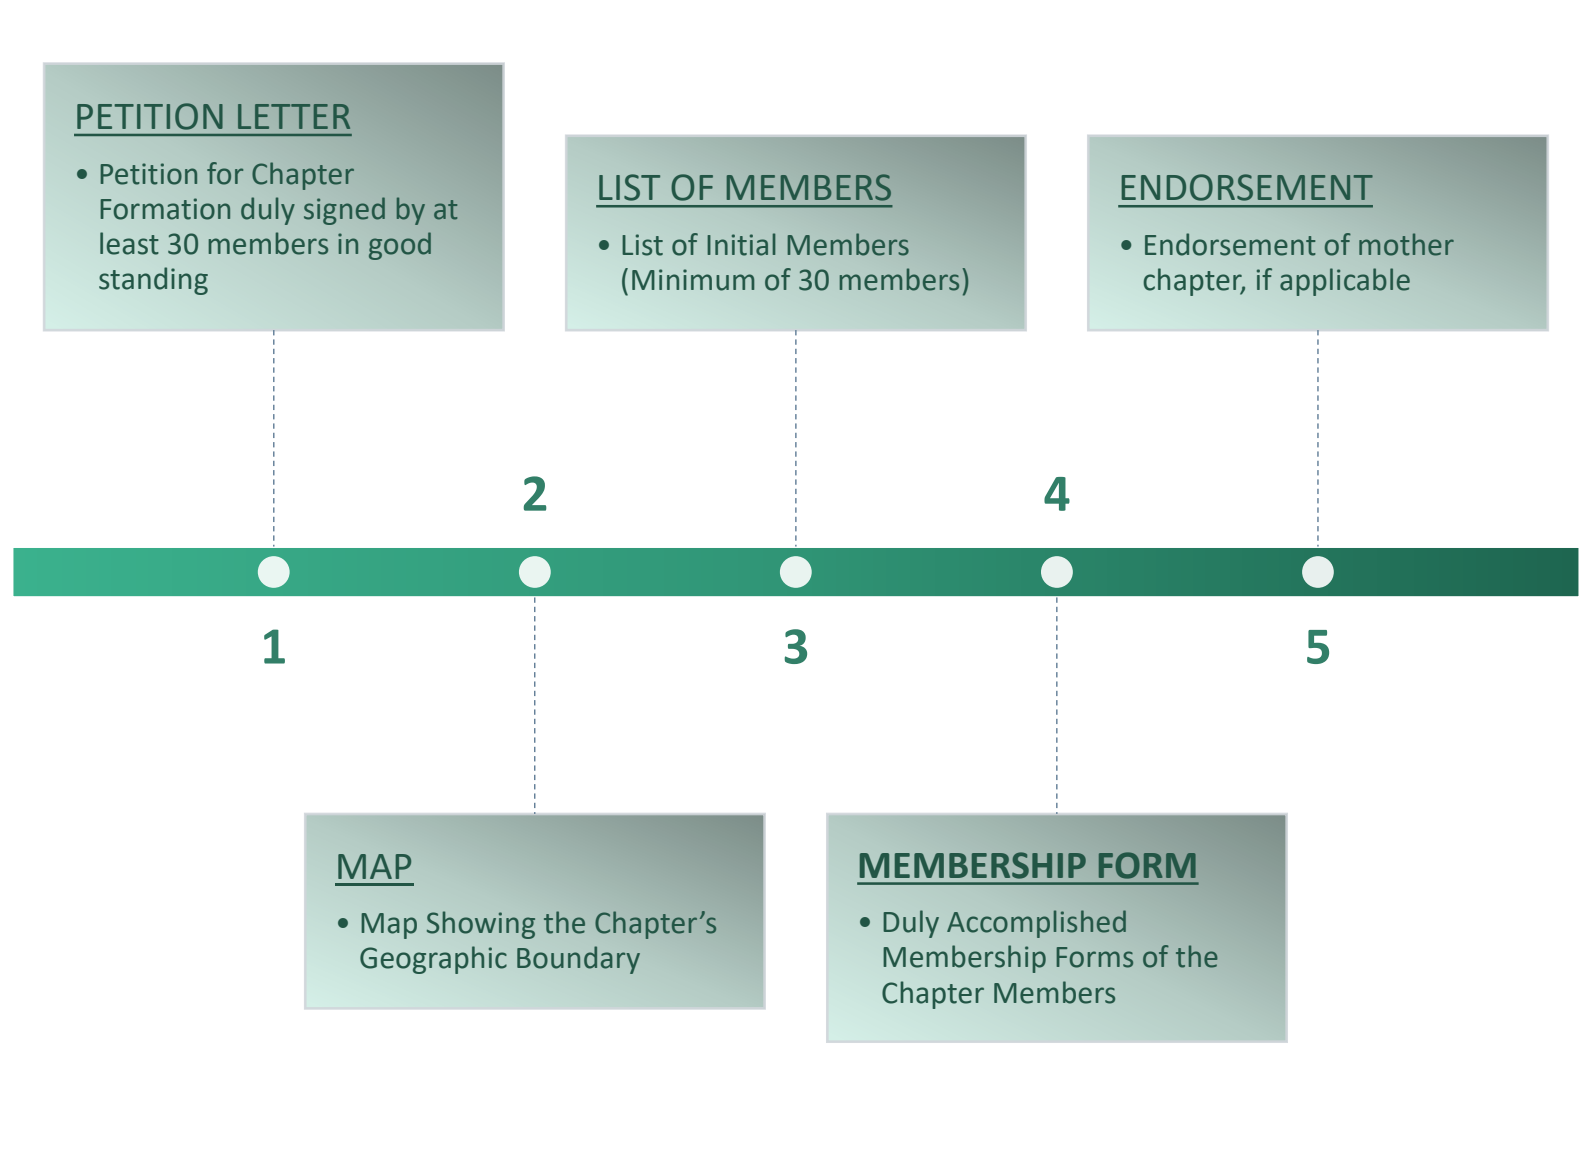 PETITION LETTER
• Petition for Chapter
Formation duly signed by at
least 30 members in good
standing
1
2
MAP
• Map Showing the Chapter’s
Geographic Boundary
LIST OF MEMBERS
• List of Initial Members
(Minimum of 30 members)
3
4
MEMBERSHIP FORM
• Duly Accomplished
Membership Forms of the
Chapter Members
ENDORSEMENT
• Endorsement of mother
chapter, if applicable
5